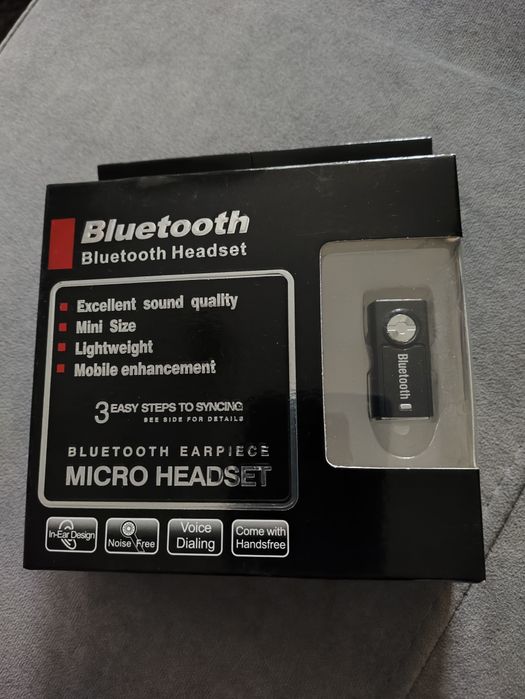 Bluetooth
Bluetooth Headset
Excellent sound quality
Mini Size
Lightweight
Mobile enhancement
3 EASY STEPS TO SYNCING
SEE SIDE FOR DETAILS
BLUETOOTH EARPIECE
MICRO HEADSET
In-Ear Design
Noise Free
Voice
Dialing
Come with
Handsfree
Bluetooth